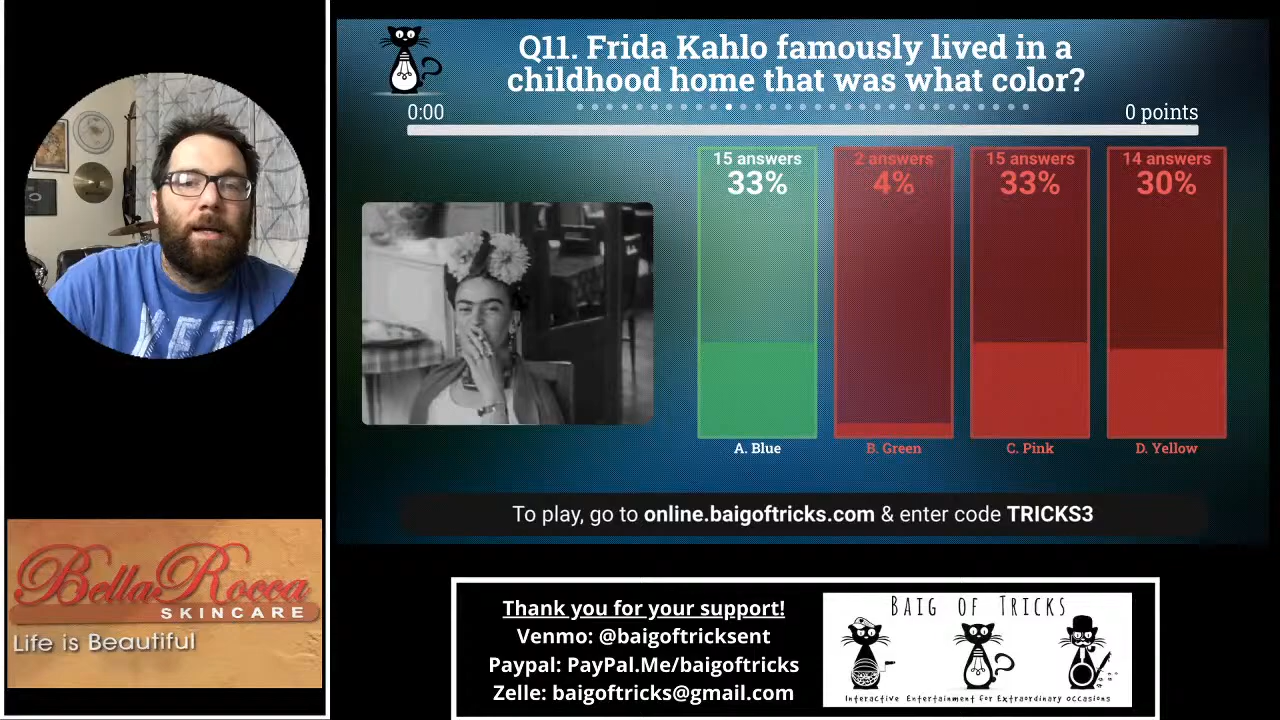 Q11. Frida Kahlo famously lived in a
childhood home that was what color?
0:00
0 points
15 answers
33%
2 answers
4%
15 answers
33%
14 answers
30%
A. Blue
B. Green
C. Pink
D. Yellow
To play, go to online.baigoftricks.com & enter code TRICKS3
BellaRocca
SKINCARE
Life is Beautiful
Thank you for your support!
Venmo: @baigoftricksent
Paypal: PayPal.Me/baigoftricks
Zelle: baigoftricks@gmail.com
BAIG OF TRICKS
Interactive Entertainment for Extraordinary occasions